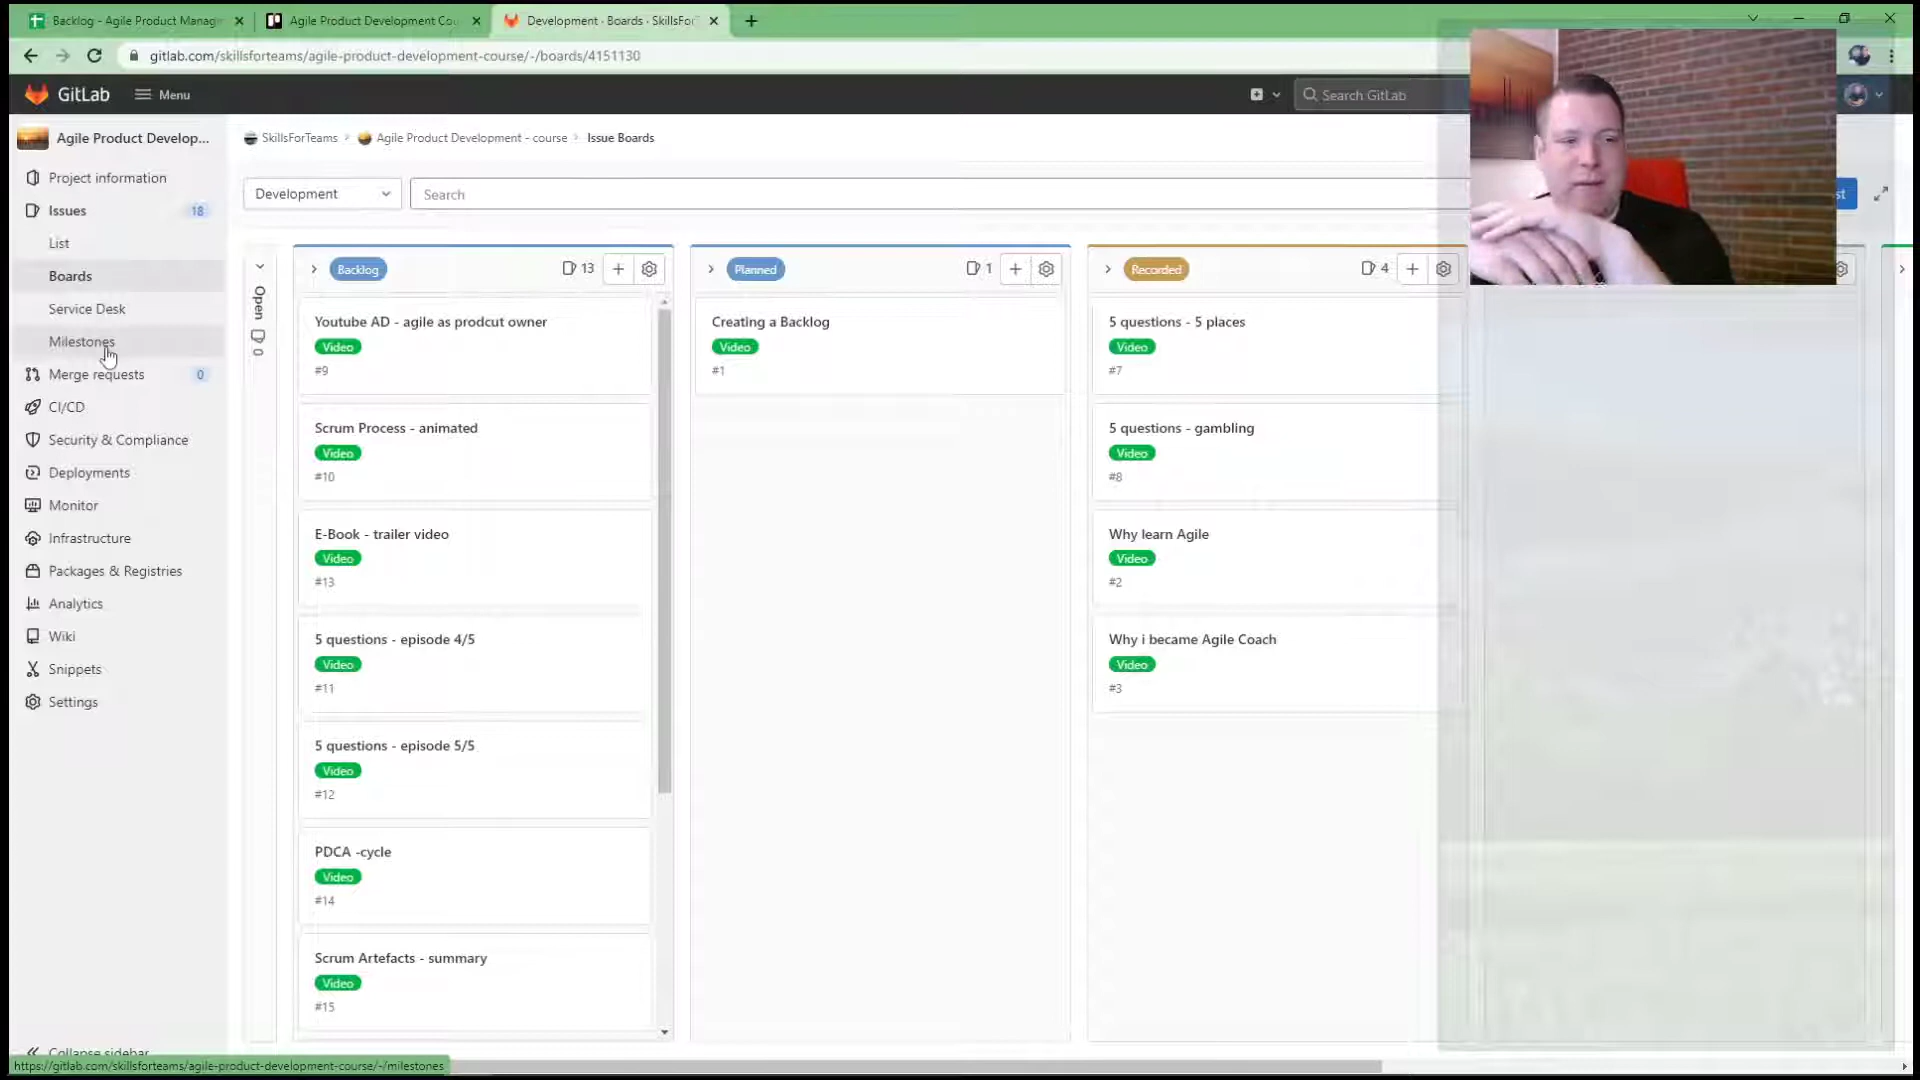 Backlog - Agile Product Managi
Agile Product Development Cou
Development · Boards · SkillsFor
gitlab.com/skillsforteams/agile-product-development-course/-/boards/4151130
GitLab
Menu
Search GitLab
Agile Product Develop...
SkillsForTeams
Agile Product Development - course
Issue Boards
Project information
Issues
18
List
Boards
Service Desk
Milestones
Merge requests
0
CI/CD
Security & Compliance
Deployments
Monitor
Infrastructure
Packages & Registries
Analytics
Wiki
Snippets
Settings
Collapse sidebar
Development
Search
st
Open
0
Backlog
13
Youtube AD - agile as prodcut owner
Video
#9
Scrum Process - animated
Video
#10
E-Book - trailer video
Video
#13
5 questions - episode 4/5
Video
#11
5 questions - episode 5/5
Video
#12
PDCA -cycle
Video
#14
Scrum Artefacts - summary
Video
#15
Planned
1
Creating a Backlog
Video
#1
Recorded
4
5 questions - 5 places
Video
#7
5 questions - gambling
Video
#8
Why learn Agile
Video
#2
Why i became Agile Coach
Video
#3
https://gitlab.com/skillsforteams/agile-product-development-course/-/milestones